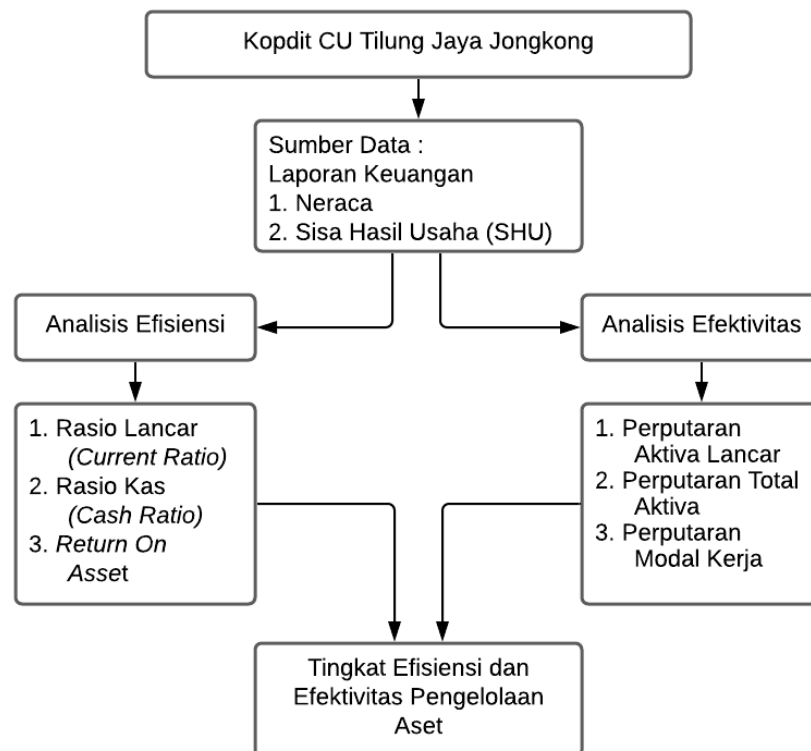 Kopdit CU Tilung Jaya Jongkong
Sumber Data :
Laporan Keuangan
1. Neraca
2. Sisa Hasil Usaha (SHU)
Analisis Efisiensi
Analisis Efektivitas
1. Rasio Lancar
(Current Ratio)
2. Rasio Kas
(Cash Ratio)
3. Return On
Asset
1. Perputaran
Aktiva Lancar
2. Perputaran Total
Aktiva
3. Perputaran
Modal Kerja
Tingkat Efisiensi dan
Efektivitas Pengelolaan
Aset